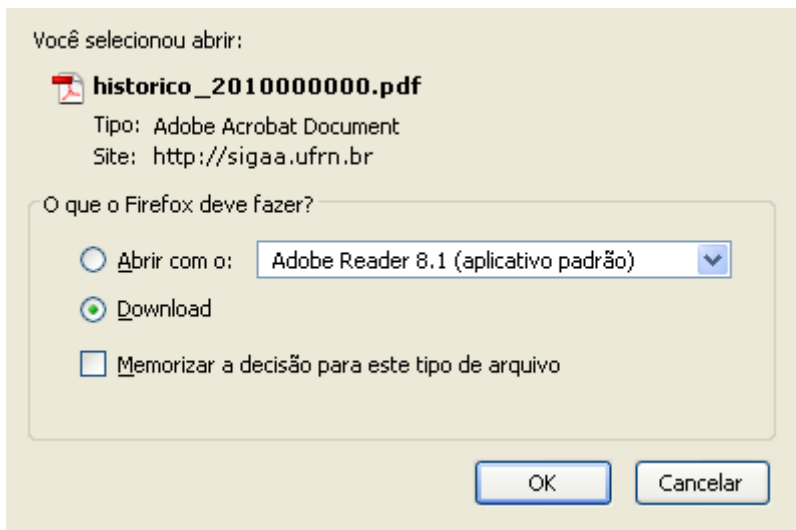 Você selecionou abrir:
historico_2010000000.pdf
Tipo: Adobe Acrobat Document
Site: http://sigaa.ufrn.br
O que o Firefox deve fazer?
Abrir com o: Adobe Reader 8.1 (aplicativo padrão)
Download
Memorizar a decisão para este tipo de arquivo
OK Cancelar